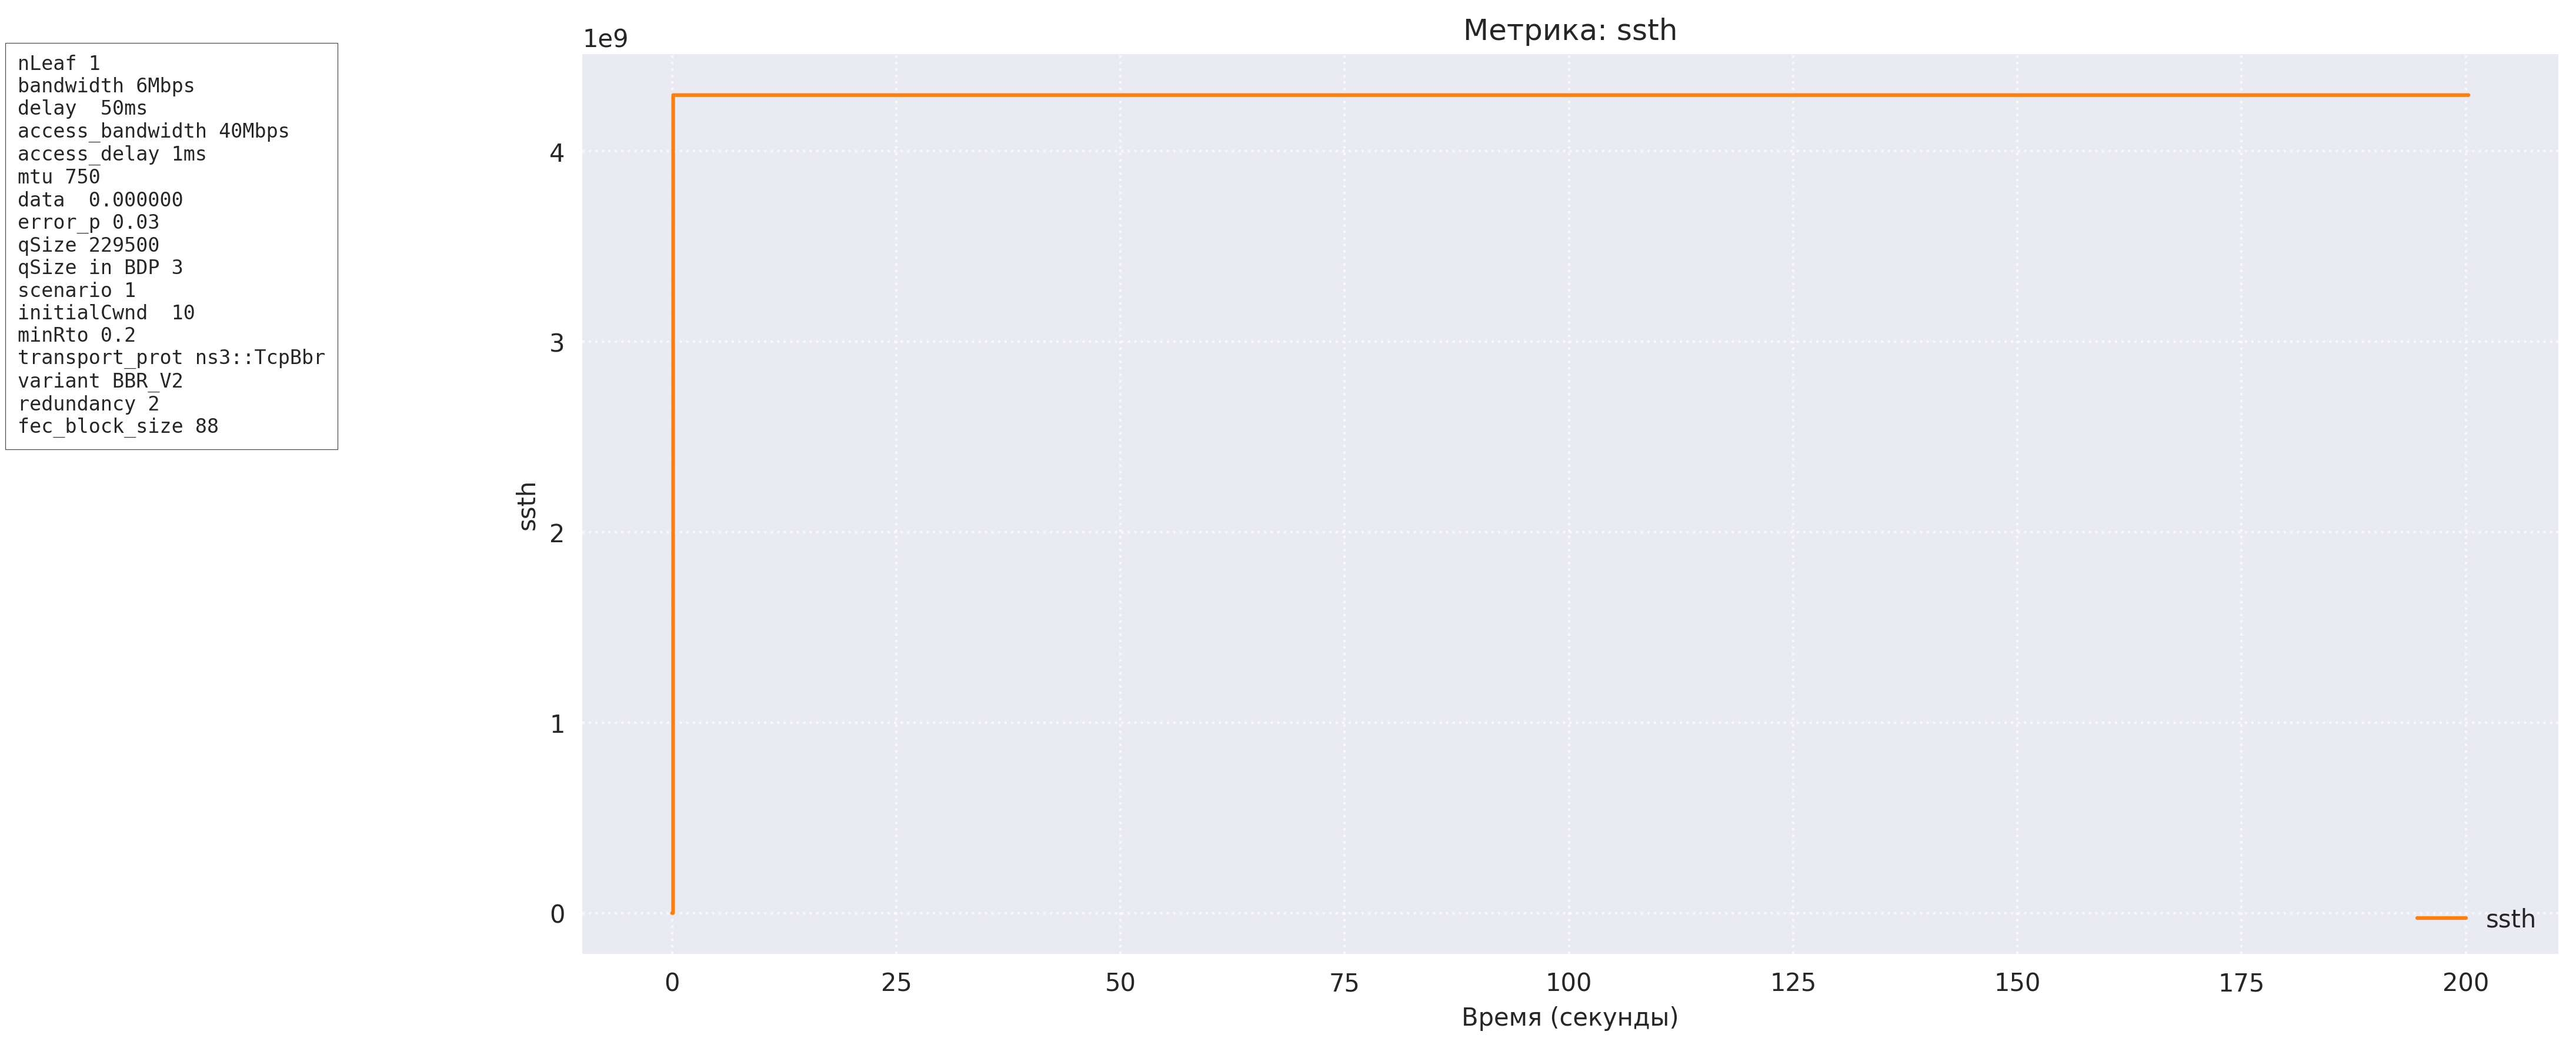 nLeaf 1
bandwidth 6Mbps
delay  50ms
access_bandwidth 40Mbps
access_delay 1ms
mtu 750
data  0.000000
error_p 0.03
qSize 229500
qSize in BDP 3
scenario 1
initialCwnd  10
minRto 0.2
transport_prot ns3::TcpBbr
variant BBR_V2
redundancy 2
fec_block_size 88
Метрика: ssth
1e9
4
3
2
1
0
ssth
0 25 50 75 100 125 150 175 200
Время (секунды)
ssth